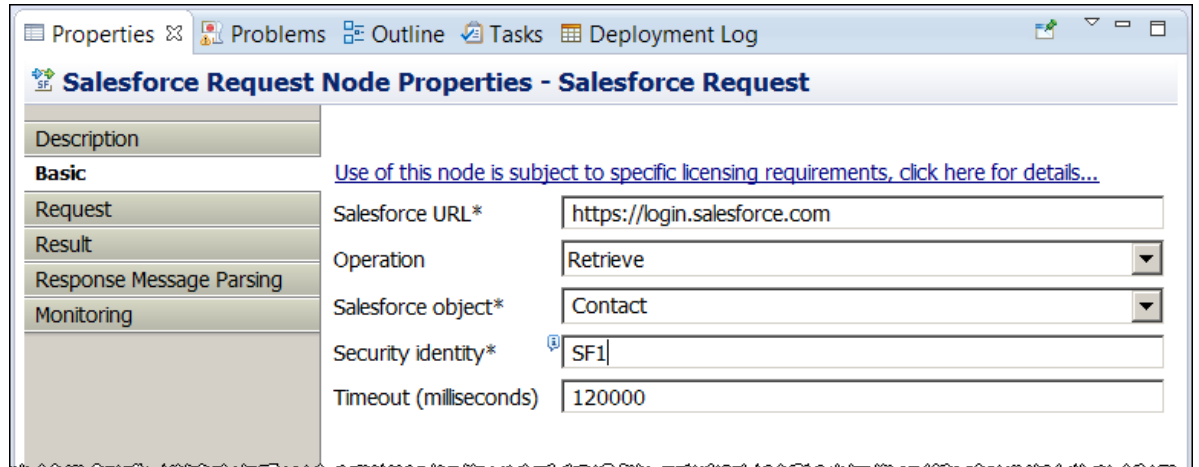 Properties Problems Outline Tasks Deployment Log
SF. Salesforce Request Node Properties - Salesforce Request
Description
Basic
Use of this node is subject to specific licensing requirements, click here for details...
Request
Salesforce URL* https://login.salesforce.com
Result
Operation Retrieve
Response Message Parsing
Salesforce object* Contact
Monitoring
Security identity* SF1
Timeout (milliseconds) 120000